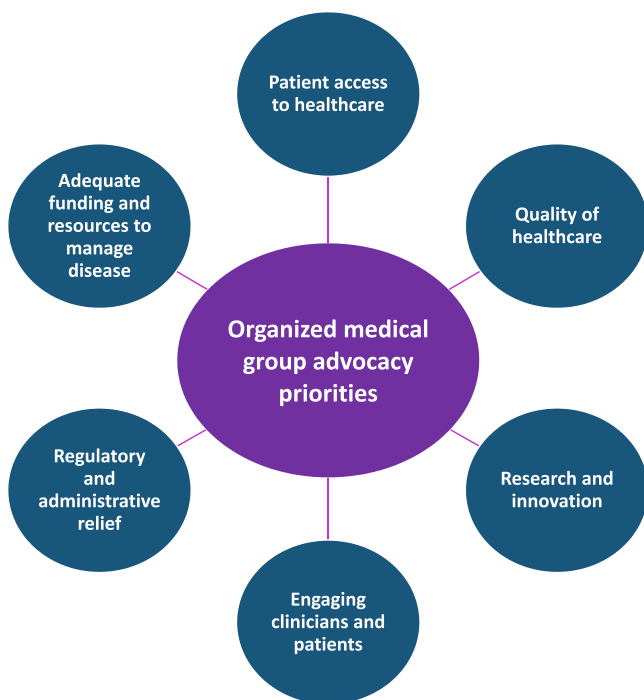 Patient access
to healthcare
Quality of
healthcare
Research and
innovation
Engaging
clinicians and
patients
Regulatory
and
administrative
relief
Adequate
funding and
resources to
manage
disease
Organized medical
group advocacy
priorities